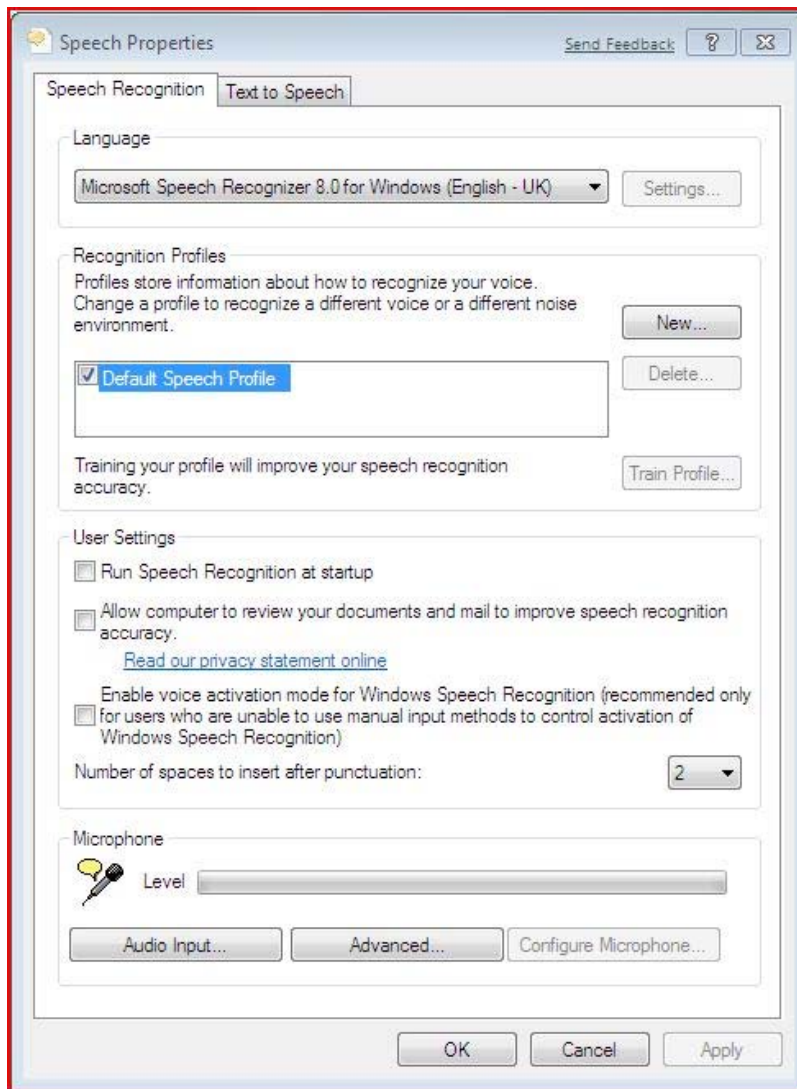 Speech Properties
Send Feedback
?
Speech Recognition
Text to Speech
Language
Microsoft Speech Recognizer 8.0 for Windows (English - UK)
Settings...
Recognition Profiles
Profiles store information about how to recognize your voice.
Change a profile to recognize a different voice or a different noise
environment.
New...
Default Speech Profile
Delete...
Training your profile will improve your speech recognition
accuracy.
Train Profile...
User Settings
Run Speech Recognition at startup
Allow computer to review your documents and mail to improve speech recognition
accuracy.
Read our privacy statement online
Enable voice activation mode for Windows Speech Recognition (recommended only
for users who are unable to use manual input methods to control activation of
Windows Speech Recognition)
Number of spaces to insert after punctuation:
2
Microphone
Level
Audio Input...
Advanced...
Configure Microphone...
OK
Cancel
Apply